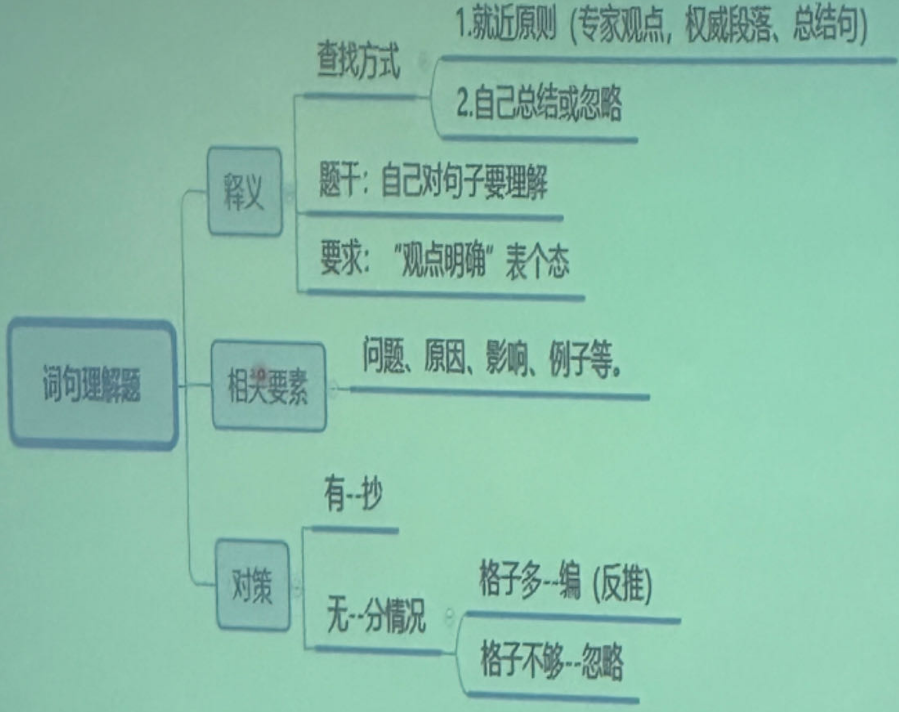 1.就近原则（专家观点，权威段落、总结句）
查找方式
2.自己总结或忽略
释义
题干：自己对句子要理解
要求：“观点明确”表个态
词句理解题
相关要素
问题、原因、影响、例子等。
有--抄
对策
无--分情况
格子多--编（反推）
格子不够--忽略